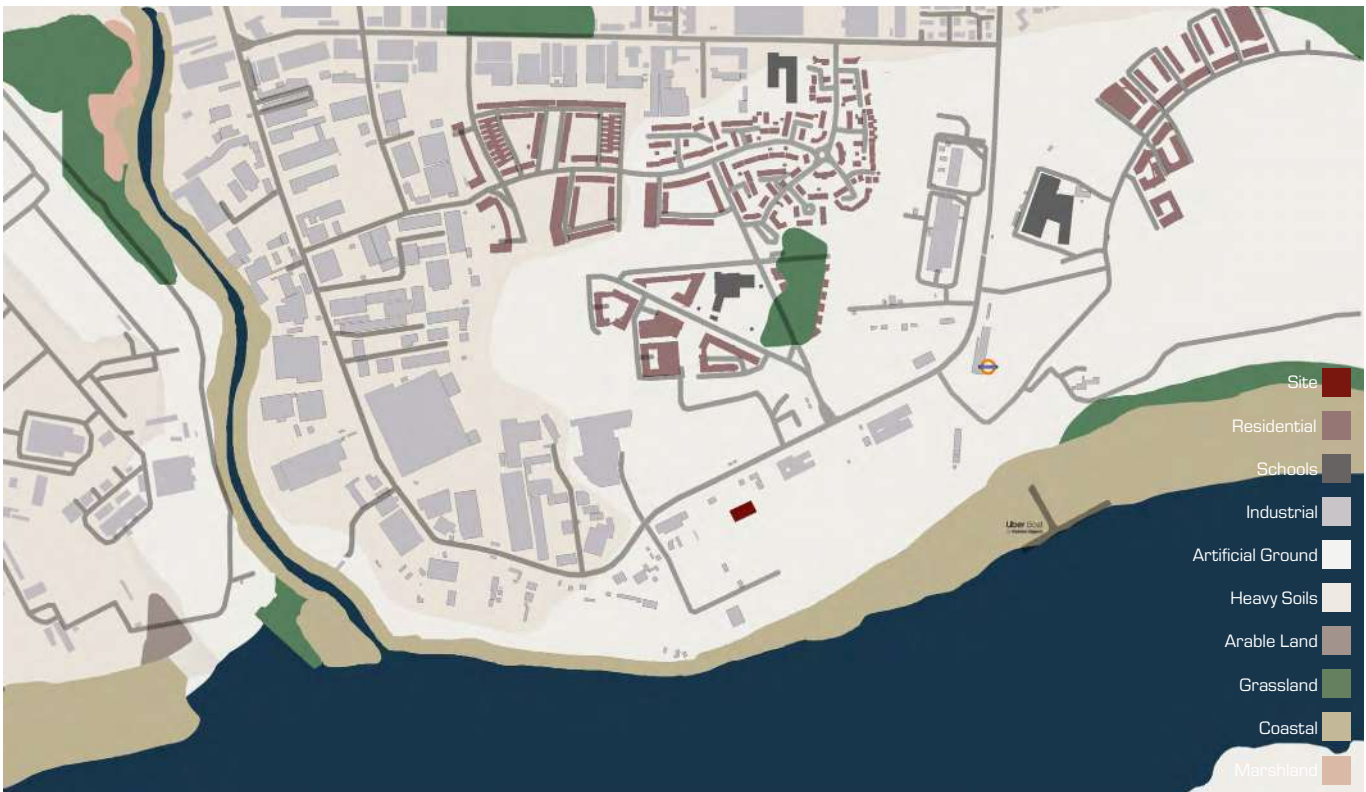 Site
Residential
Schools
Industrial
Uber Boat
Artificial Ground
Heavy Soils
Arable Land
Grassland
Coastal
Marshland